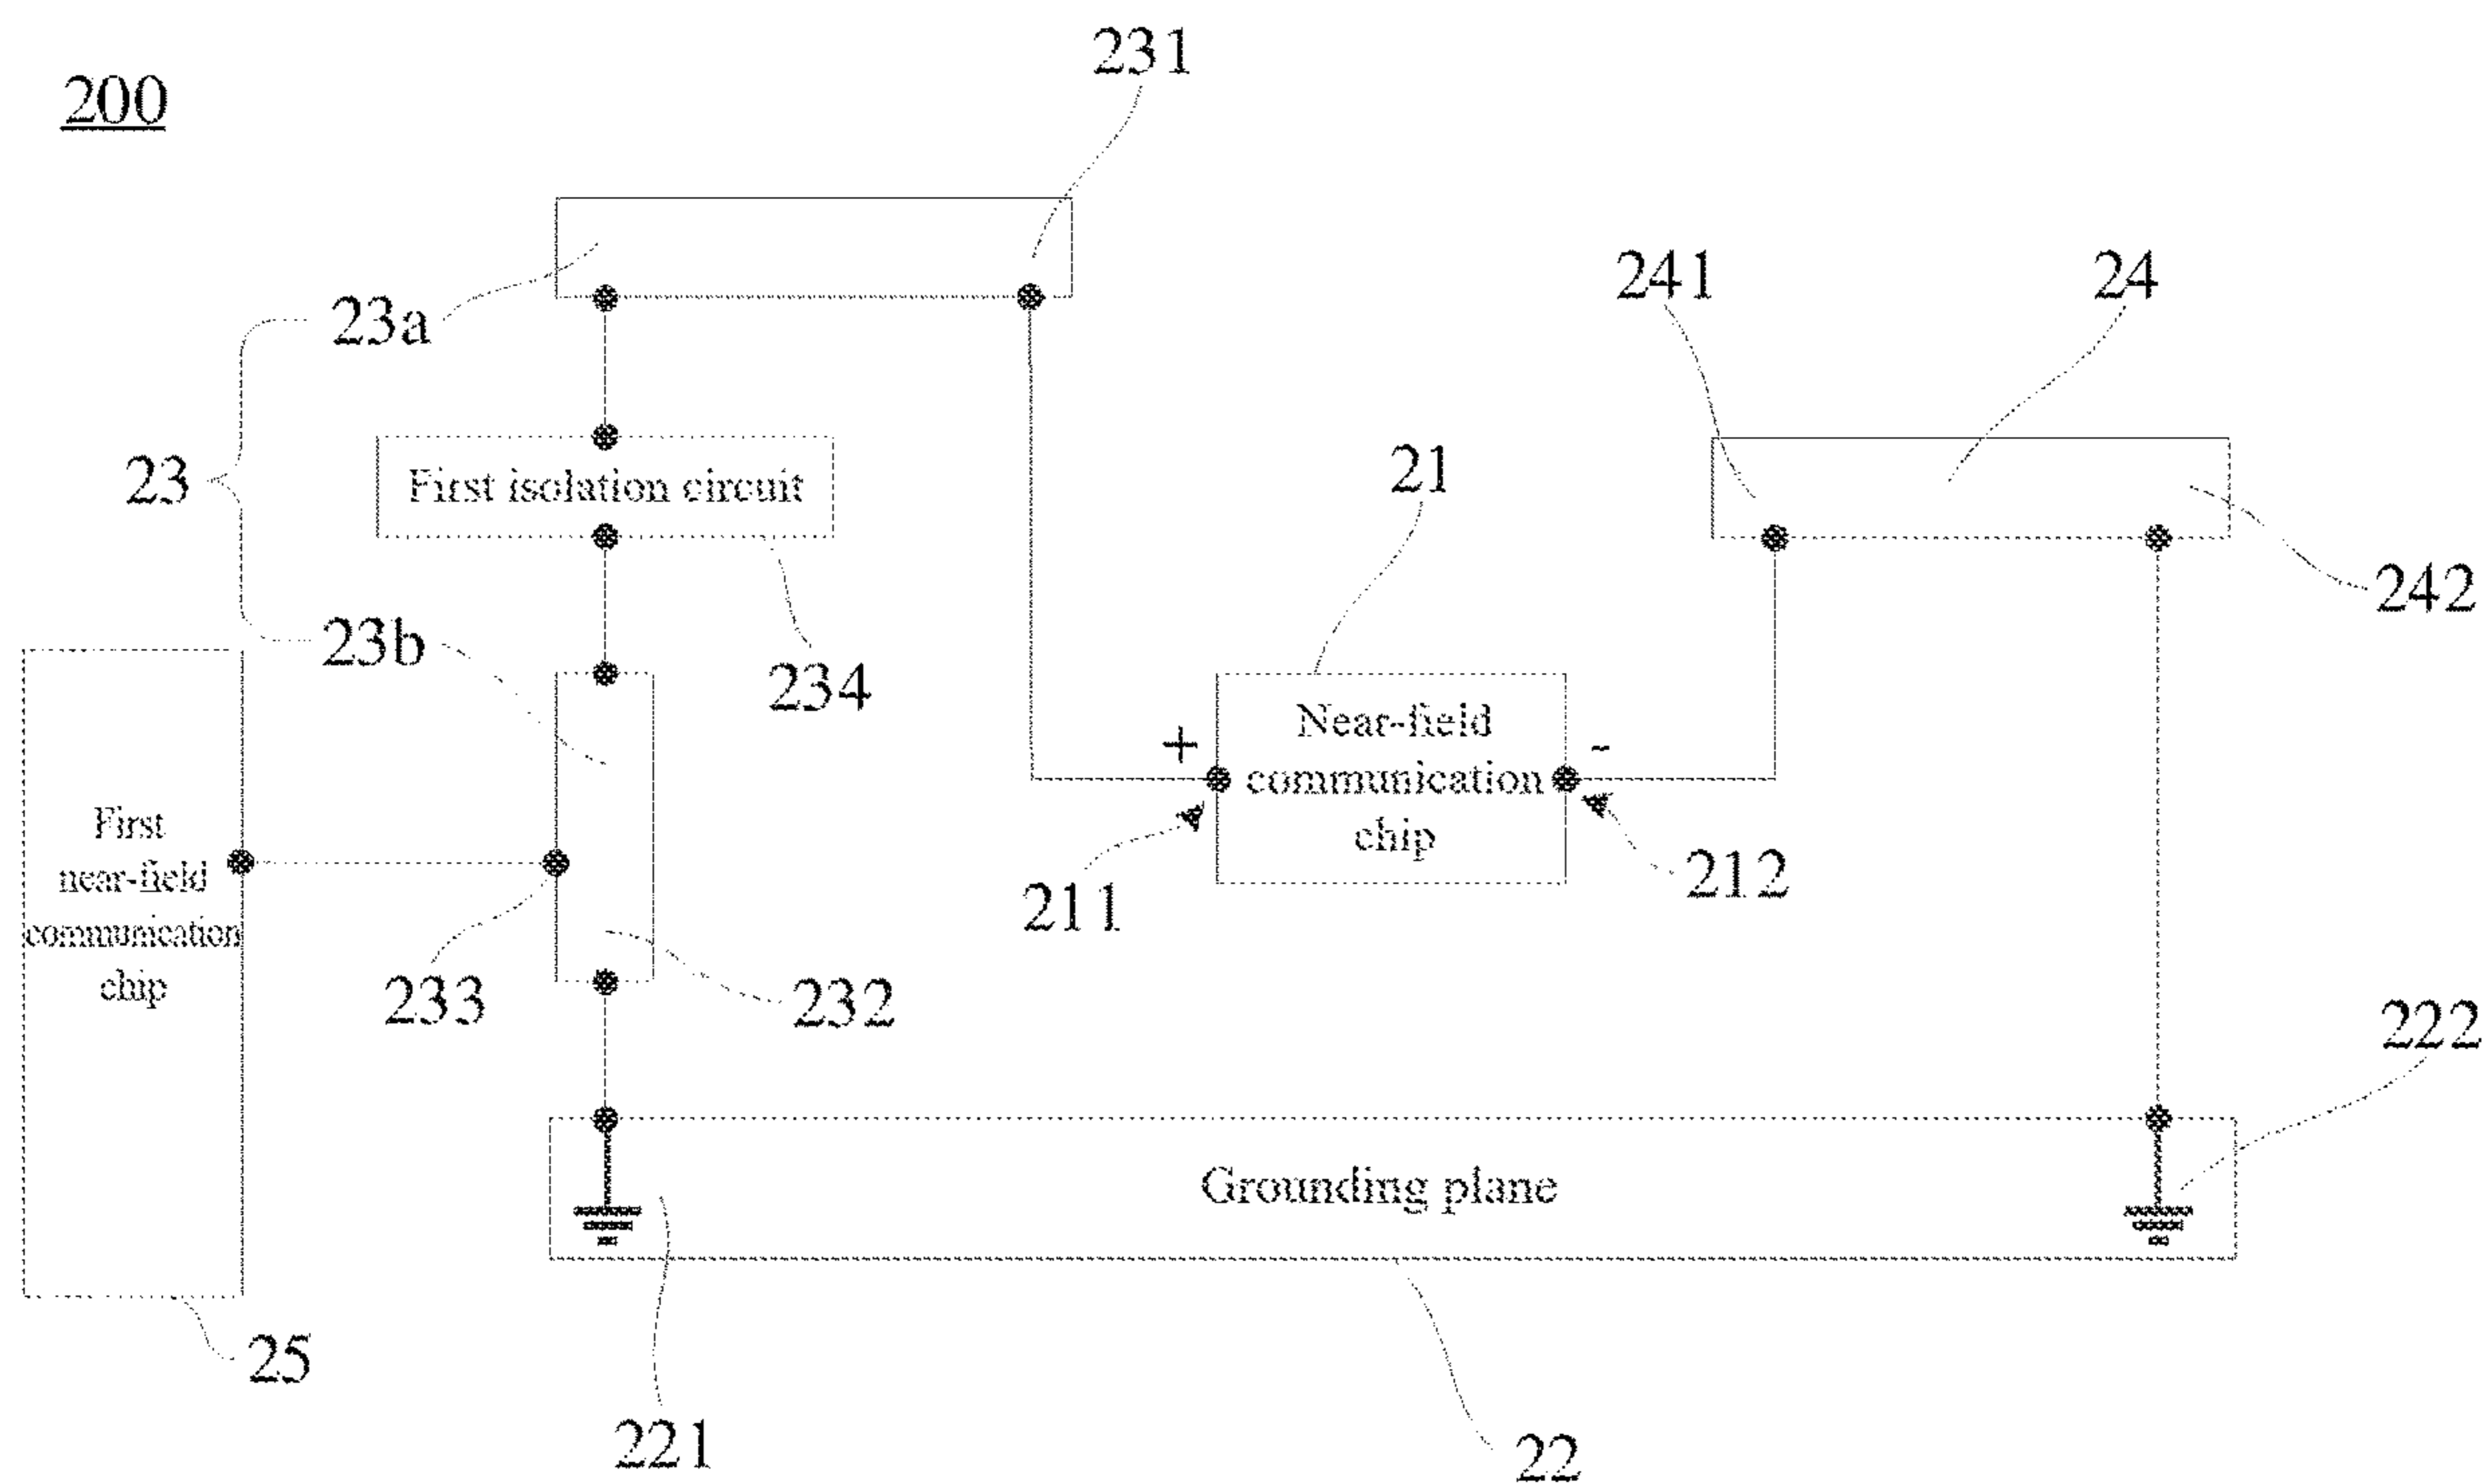 231
200
241
24
23a
21
23
First isolation circuit
242
23b
234
Near-field
communication
chip
+
-
First
near-field
communication
chip
211
212
233
232
222
Grounding plane
25
221
22